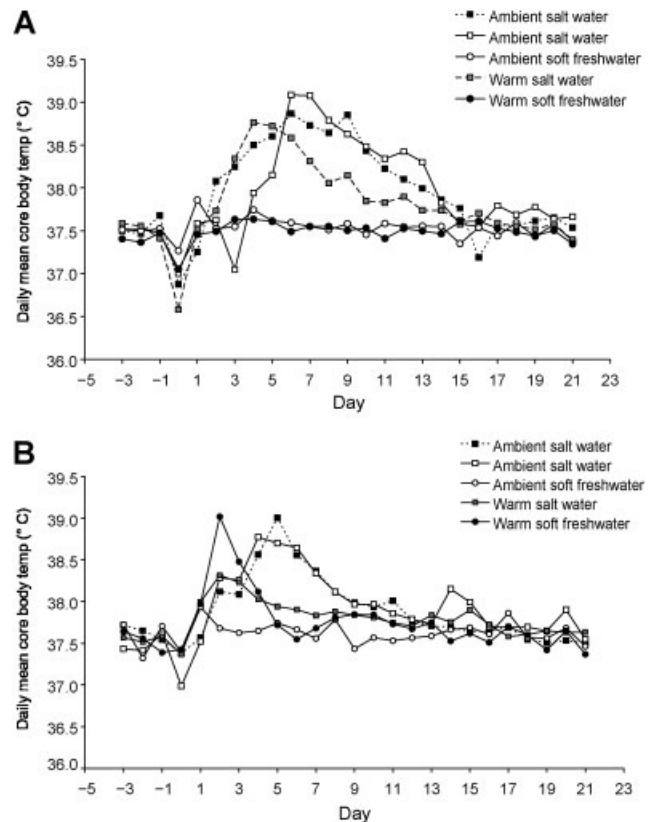 A
Ambient salt water
Ambient salt water
Ambient soft freshwater
Warm salt water
Warm soft freshwater
Daily mean core body temp (° C)
39.5
39.0
38.5
38.0
37.5
37.0
36.5
36.0
−5 −3 −1 1 3 5 7 9 11 13 15 17 19 21 23
Day
B
Ambient salt water
Ambient salt water
Ambient soft freshwater
Warm salt water
Warm soft freshwater
Daily mean core body temp (° C)
39.5
39.0
38.5
38.0
37.5
37.0
36.5
36.0
−5 −3 −1 1 3 5 7 9 11 13 15 17 19 21 23
Day